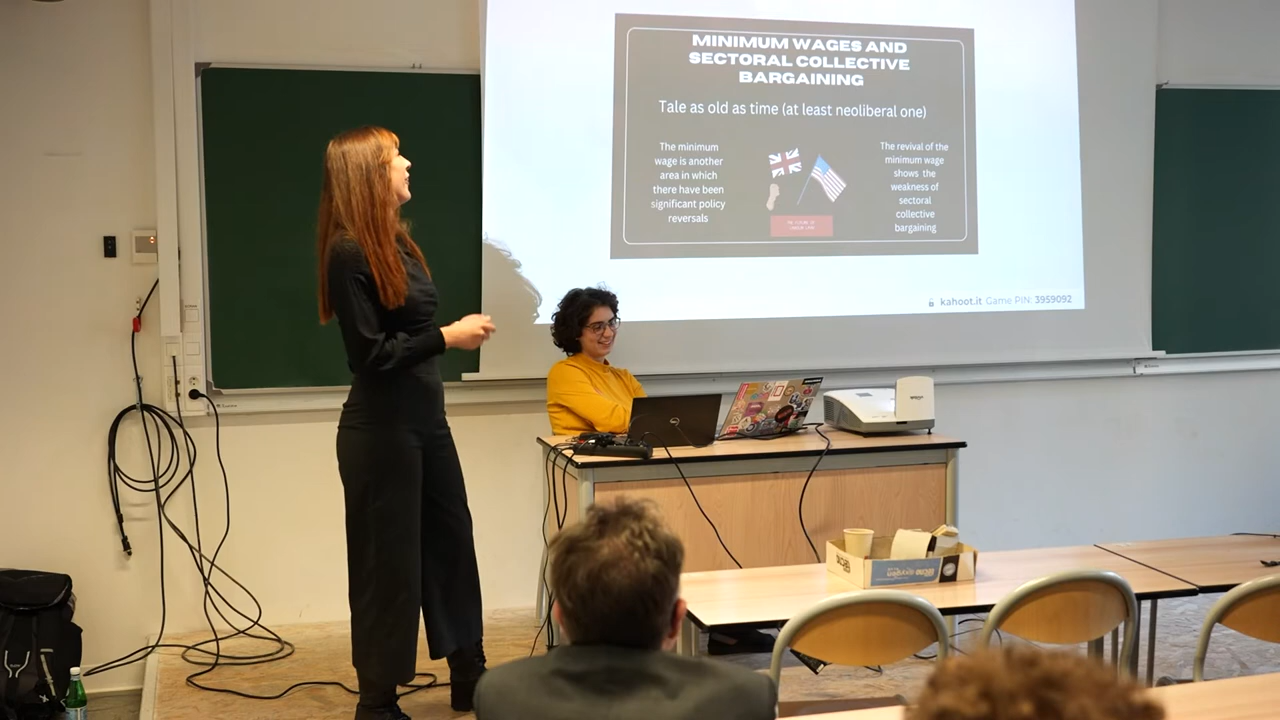 MINIMUM WAGES AND
SECTORAL COLLECTIVE
BARGAINING
Tale as old as time (at least neoliberal one)
The minimum
wage is another
area in which
there have been
significant policy
reversals
The revival of the
minimum wage
shows the
weakness of
sectoral
collective
bargaining
kahoot.it Game PIN: 3959092
DELL